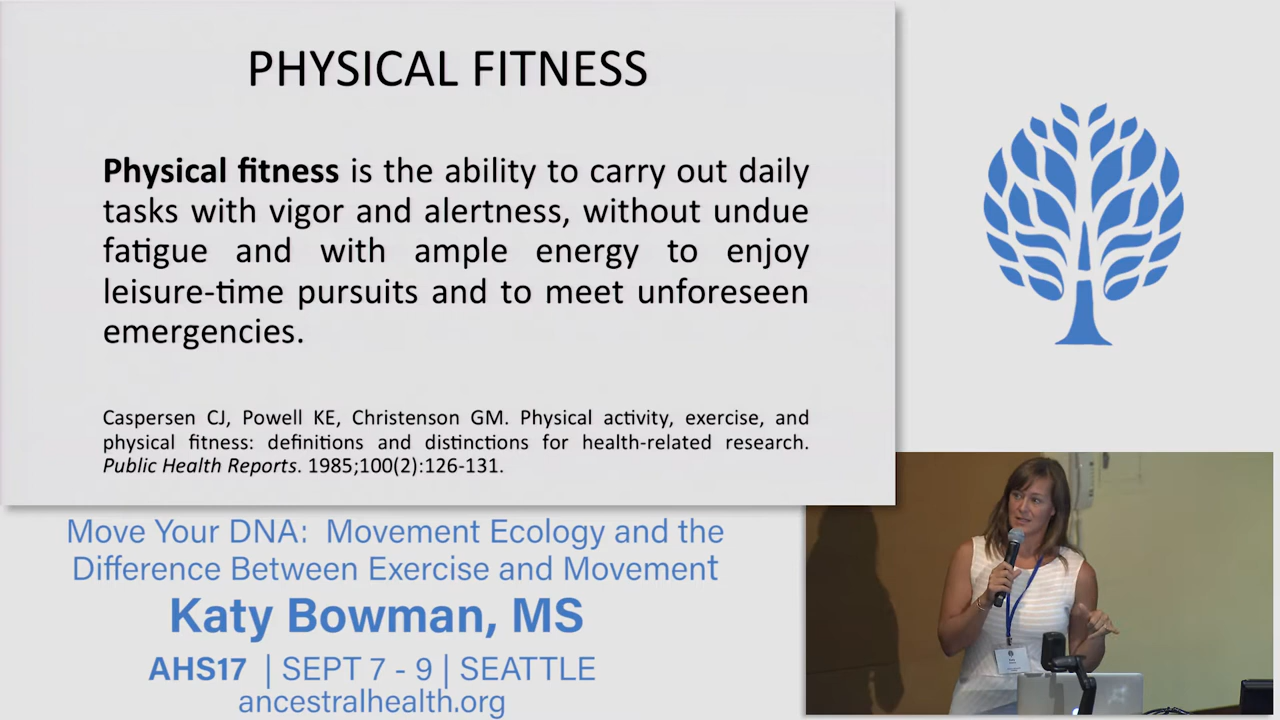 PHYSICAL FITNESS
Physical fitness is the ability to carry out daily
tasks with vigor and alertness, without undue
fatigue and with ample energy to enjoy
leisure-time pursuits and to meet unforeseen
emergencies.
Caspersen CJ, Powell KE, Christenson GM. Physical activity, exercise, and
physical fitness: definitions and distinctions for health-related research.
Public Health Reports. 1985;100(2):126-131.
Move Your DNA: Movement Ecology and the
Difference Between Exercise and Movement
Katy Bowman, MS
AHS17 | SEPT 7 - 9 | SEATTLE
ancestralhealth.org